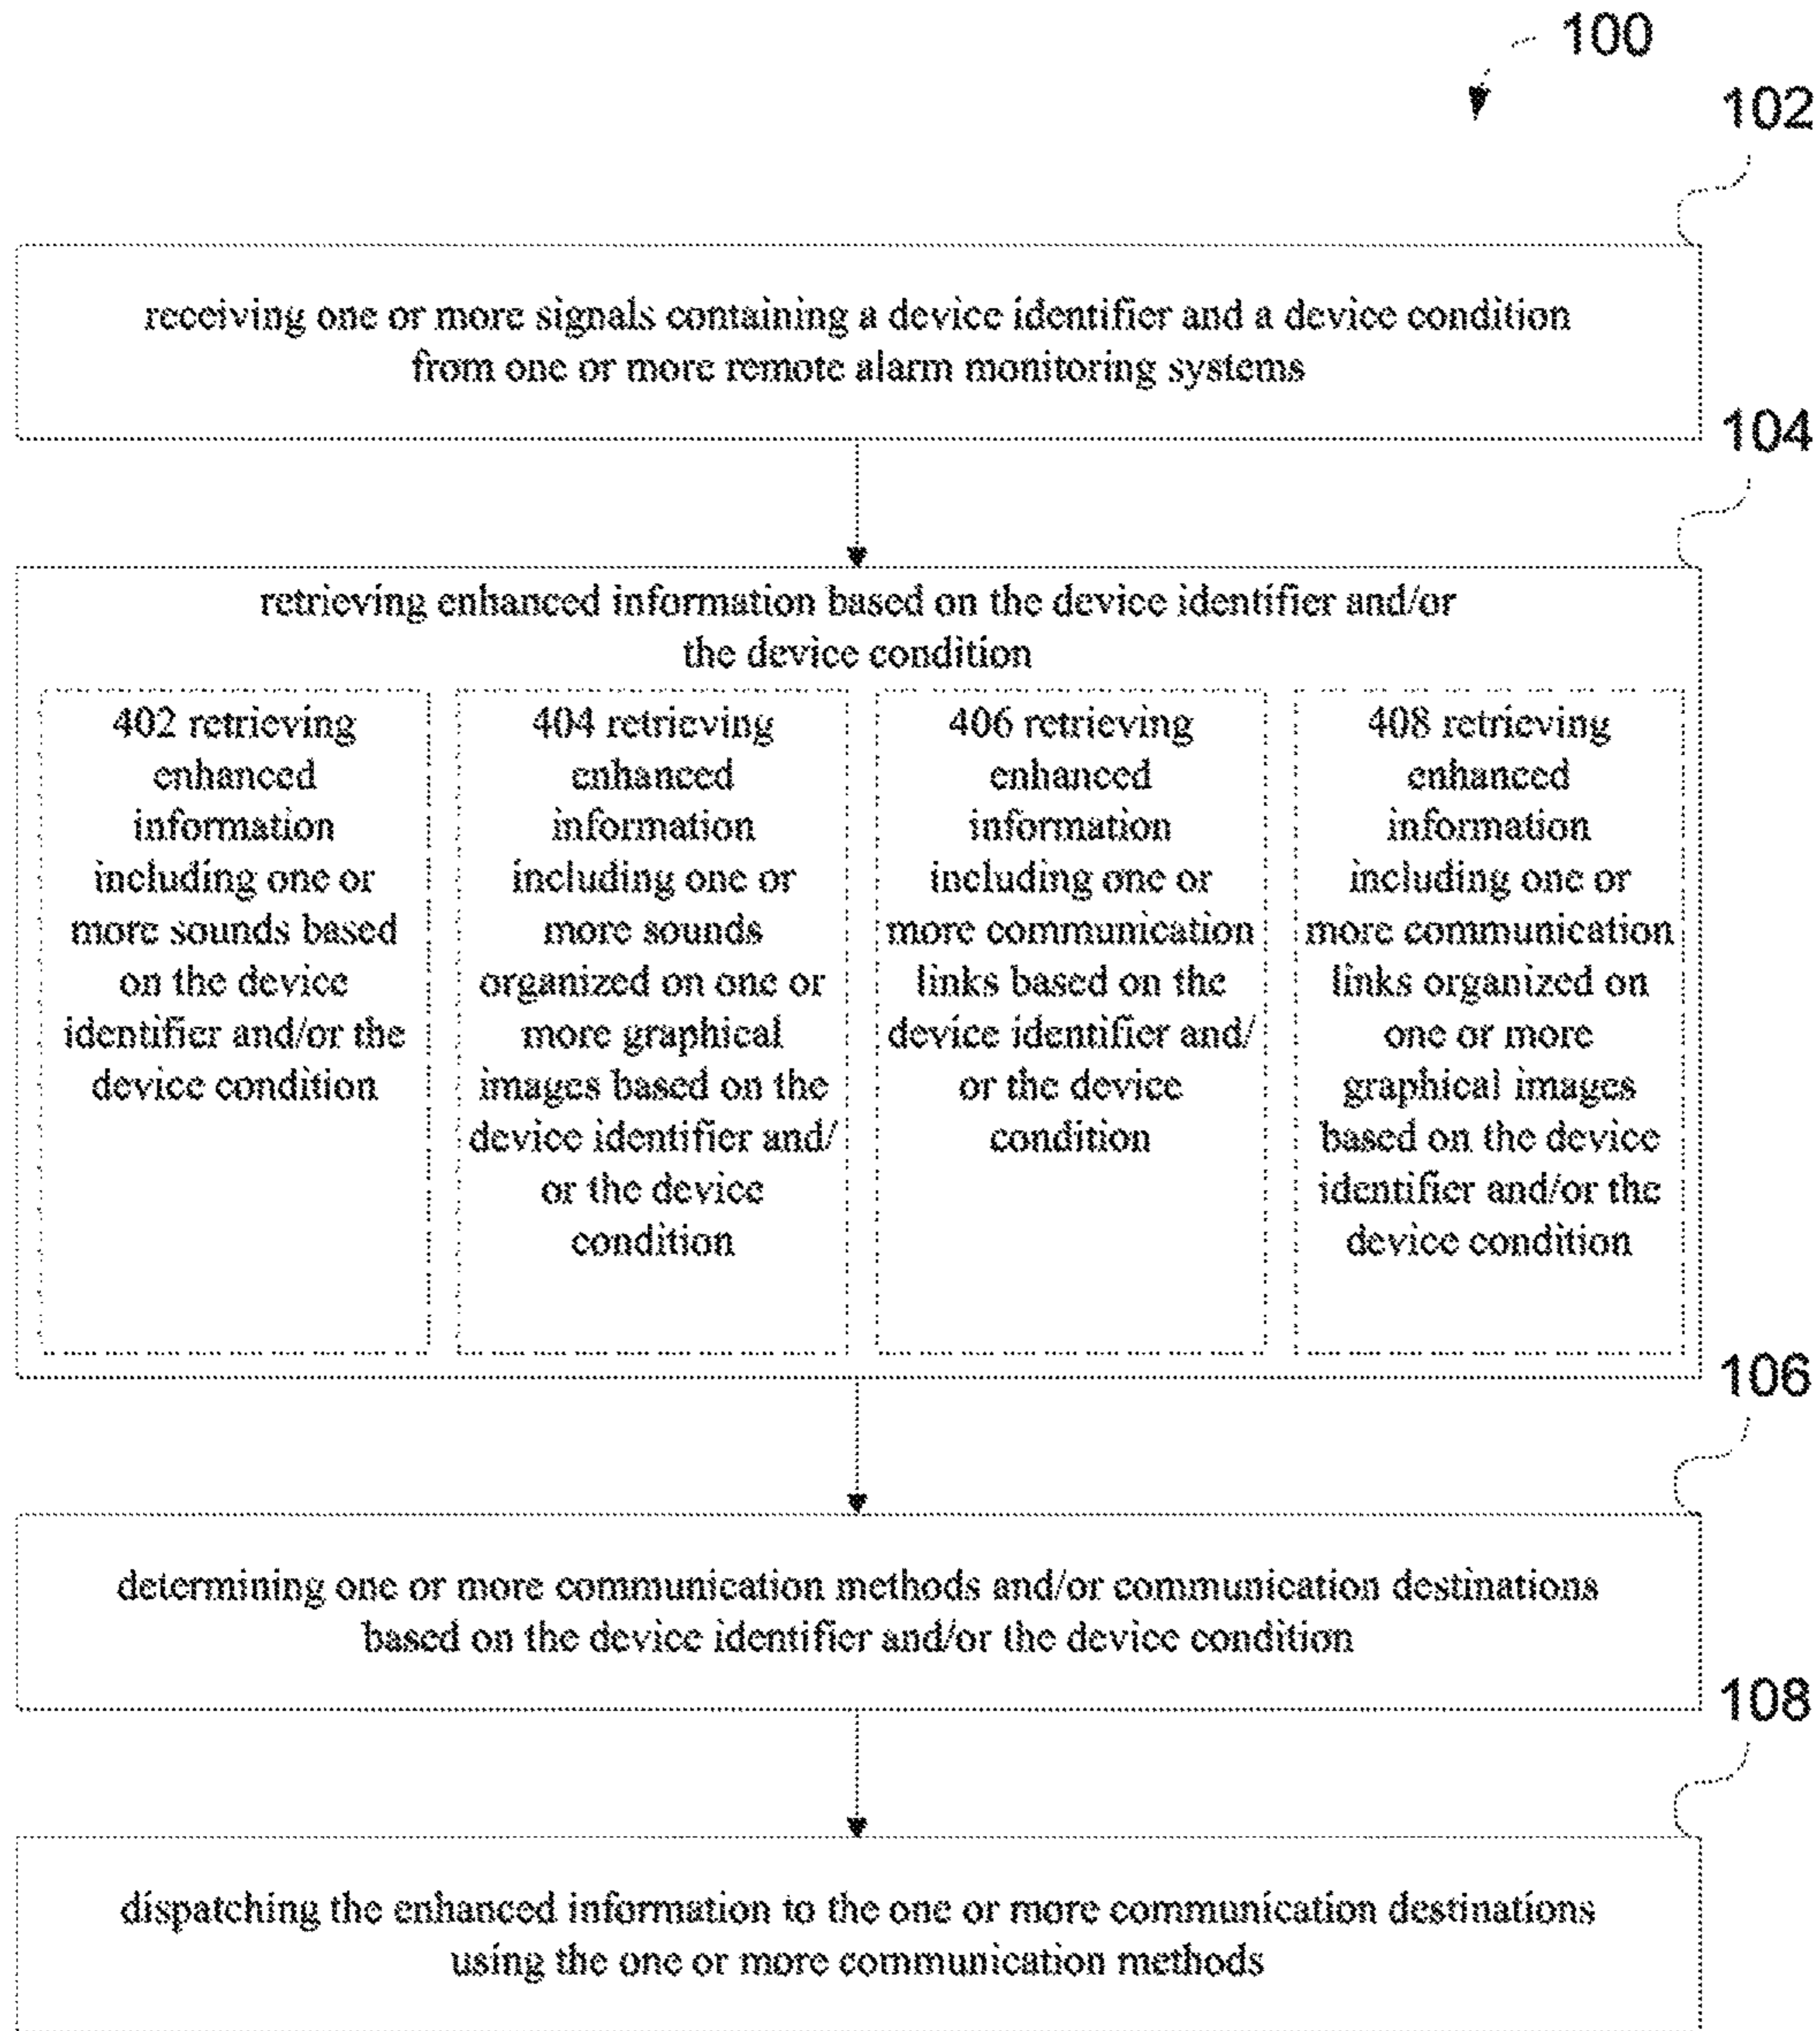 100
102
receiving one or more signals containing a device identifier and a device condition
from one or more remote alarm monitoring systems
104
retrieving enhanced information based on the device identifier and/or
the device condition
402 retrieving
enhanced
information
including one or
more sounds based
on the device
identifier and/or the
device condition
404 retrieving
enhanced
information
including one or
more sounds
organized on one or
more graphical
images based on the
device identifier and/
or the device
condition
406 retrieving
enhanced
information
including one or
more communication
links based on the
device identifier and/
or the device
condition
408 retrieving
enhanced
information
including one or
more communication
links organized on
one or more
graphical images
based on the device
identifier and/or the
device condition
106
determining one or more communication methods and/or communication destinations
based on the device identifier and/or the device condition
108
dispatching the enhanced information to the one or more communication destinations
using the one or more communication methods